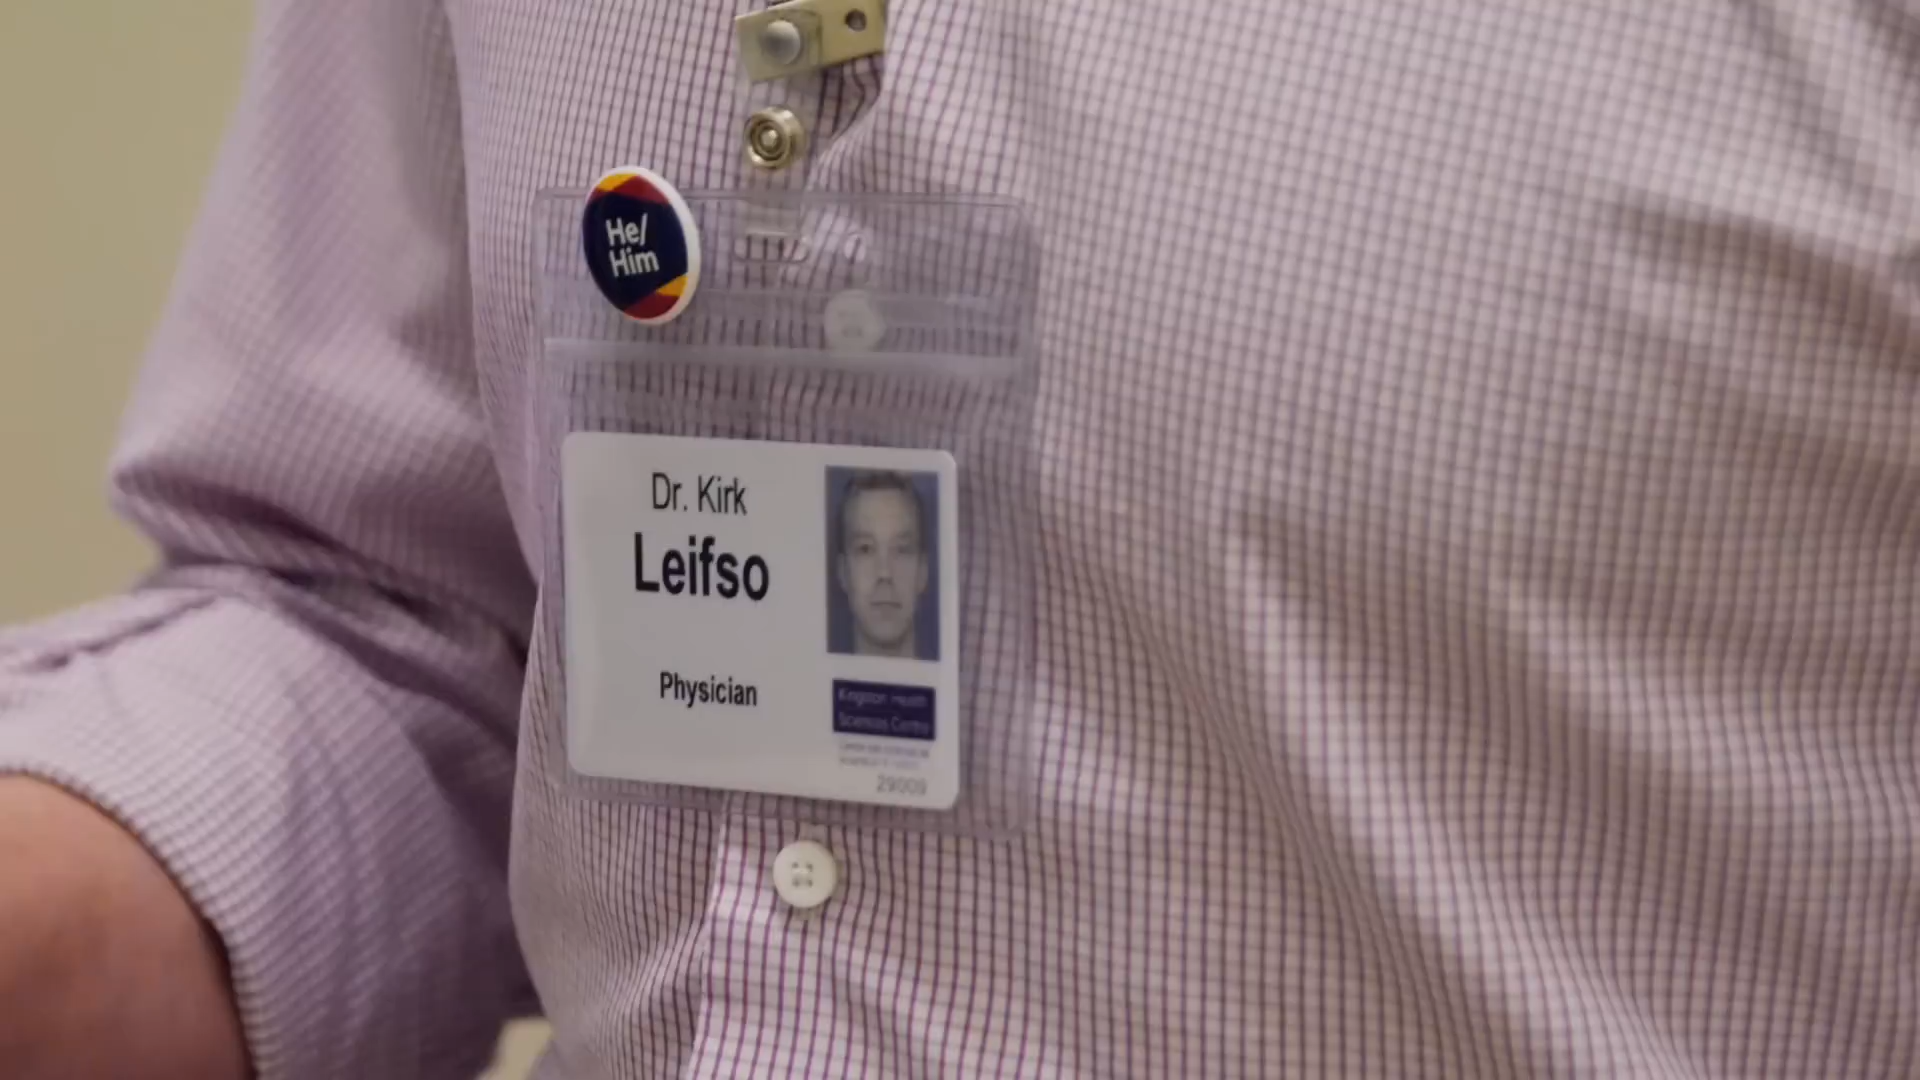 He/
Him
Dr. Kirk
Leifso
Physician
Kingston Health
Sciences Centre
29009